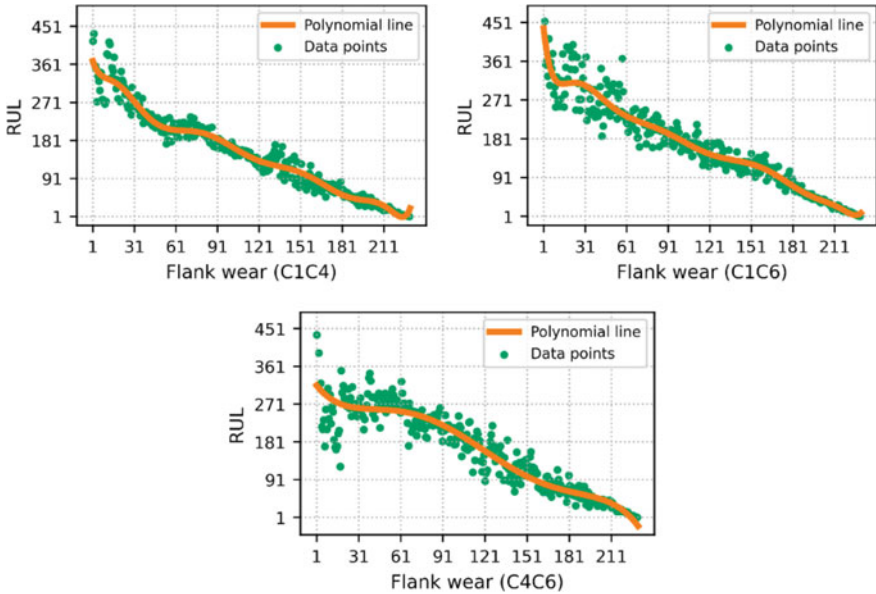 451
361
271
181
91
1
RUL
Polynomial line
Data points
1 31 61 91 121 151 181 211
Flank wear (C1C4)
451
361
271
181
91
1
RUL
Polynomial line
Data points
1 31 61 91 121 151 181 211
Flank wear (C1C6)
451
361
271
181
91
1
RUL
Polynomial line
Data points
1 31 61 91 121 151 181 211
Flank wear (C4C6)